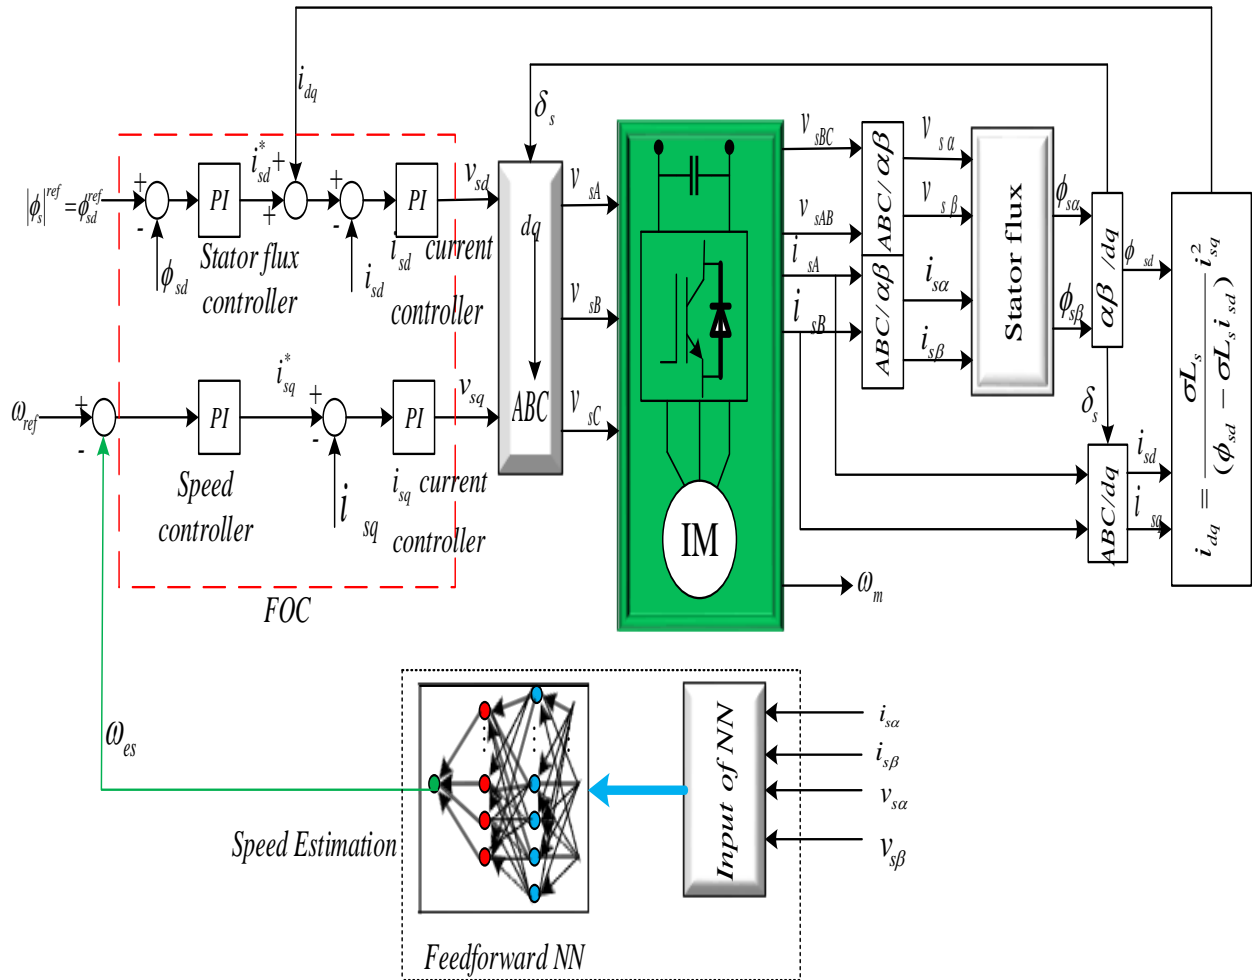 i_dq
δ_s
|ϕ_s|^ref = ϕ_sd^ref
+
-
ϕ_sd
PI
i_sd^*
+
+
Stator flux
controller
+
-
i_sd
PI
i_sd current
controller
v_sd
ω_ref
+
-
PI
Speed
controller
i_sq^*
+
-
i_sq
PI
i_sq current
controller
v_sq
FOC
dq
ABC
v_sA
v_sB
v_sC
IM
v_sBC
v_sAB
i_sA
i_sB
ω_m
ABC/αβ
ABC/αβ
v_sα
v_sβ
i_sα
i_sβ
Stator flux
ϕ_sα
ϕ_sβ
αβ/dq
ϕ_sd
δ_s
ABC/dq
i_sd
i_sq
i_dq = σL_s / (ϕ_sd − σL_s i_sd) i_sq^2
ω_es
Speed Estimation
Feedforward NN
Input of NN
i_sα
i_sβ
v_sα
v_sβ